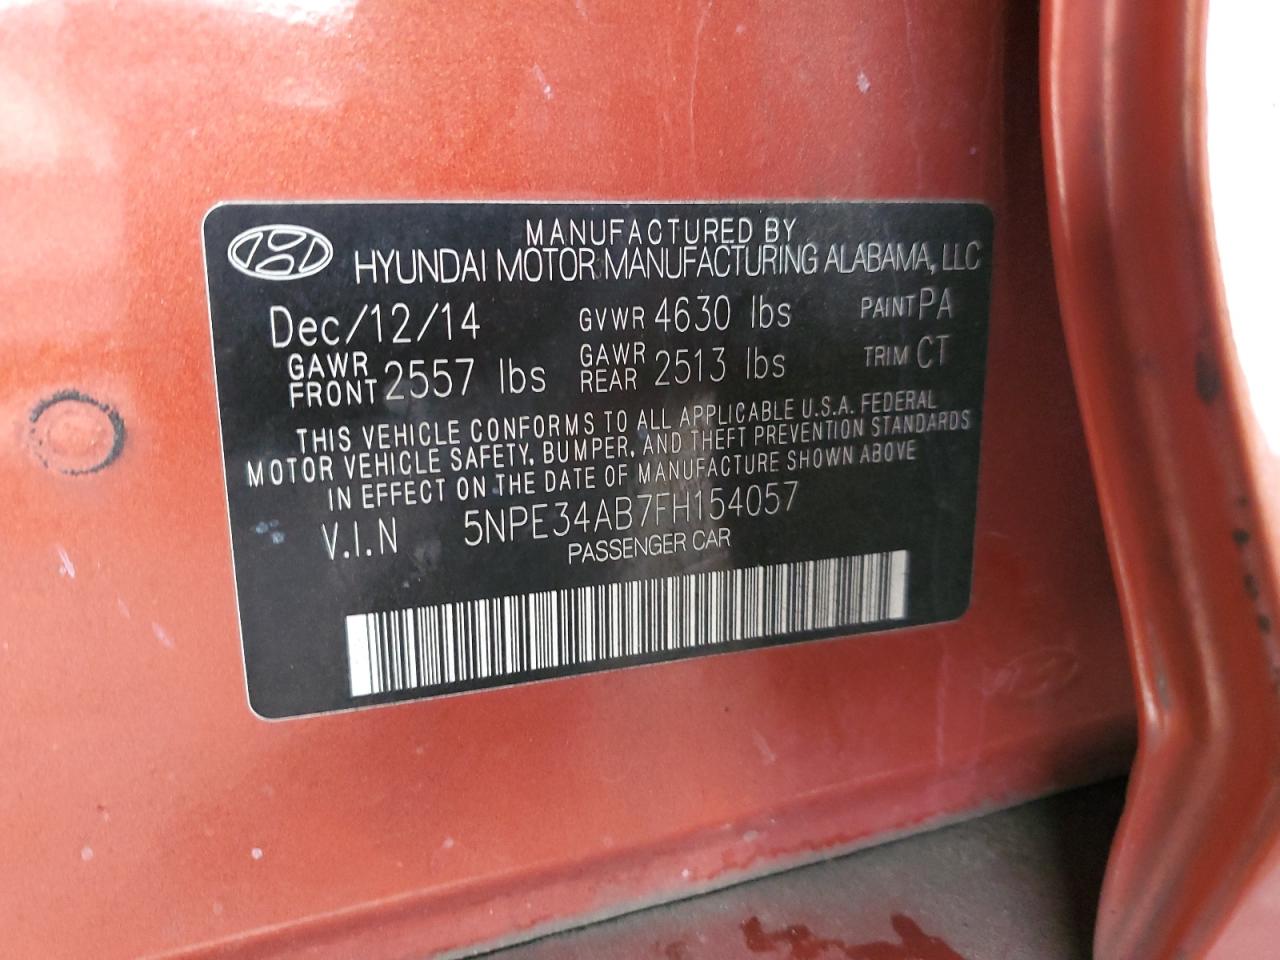 MANUFACTURED BY
HYUNDAI MOTOR MANUFACTURING ALABAMA, LLC
Dec/12/14 GVWR 4630 lbs PAINT PA
GAWR FRONT 2557 lbs GAWR REAR 2513 lbs TRIM CT
THIS VEHICLE CONFORMS TO ALL APPLICABLE U.S.A. FEDERAL
MOTOR VEHICLE SAFETY, BUMPER, AND THEFT PREVENTION STANDARDS
IN EFFECT ON THE DATE OF MANUFACTURE SHOWN ABOVE
V.I.N 5NPE34AB7FH154057
PASSENGER CAR